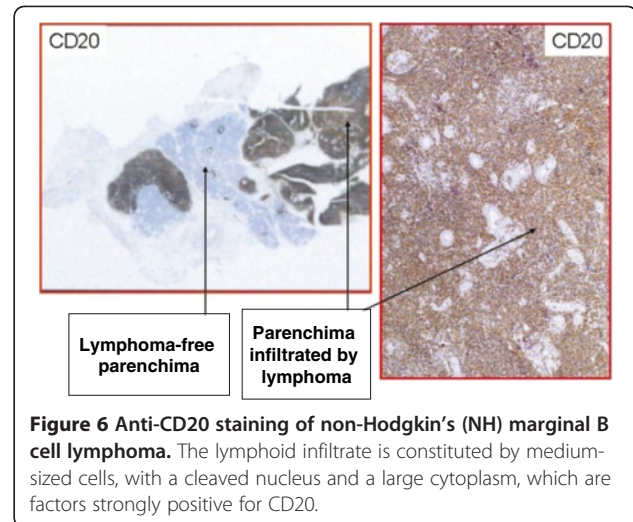 CD20
CD20
Lymphoma-free
parenchima
Parenchima
infiltrated by
lymphoma
Figure 6 Anti-CD20 staining of non-Hodgkin's (NH) marginal B
cell lymphoma. The lymphoid infiltrate is constituted by medium-
sized cells, with a cleaved nucleus and a large cytoplasm, which are
factors strongly positive for CD20.